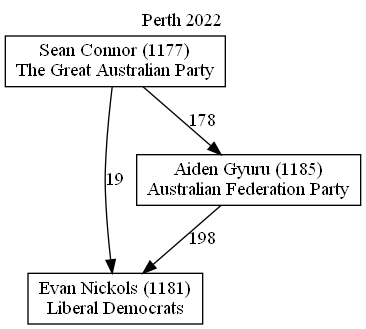 Perth 2022
Sean Connor (1177)
The Great Australian Party
178
Aiden Gyuru (1185)
Australian Federation Party
19
198
Evan Nickols (1181)
Liberal Democrats